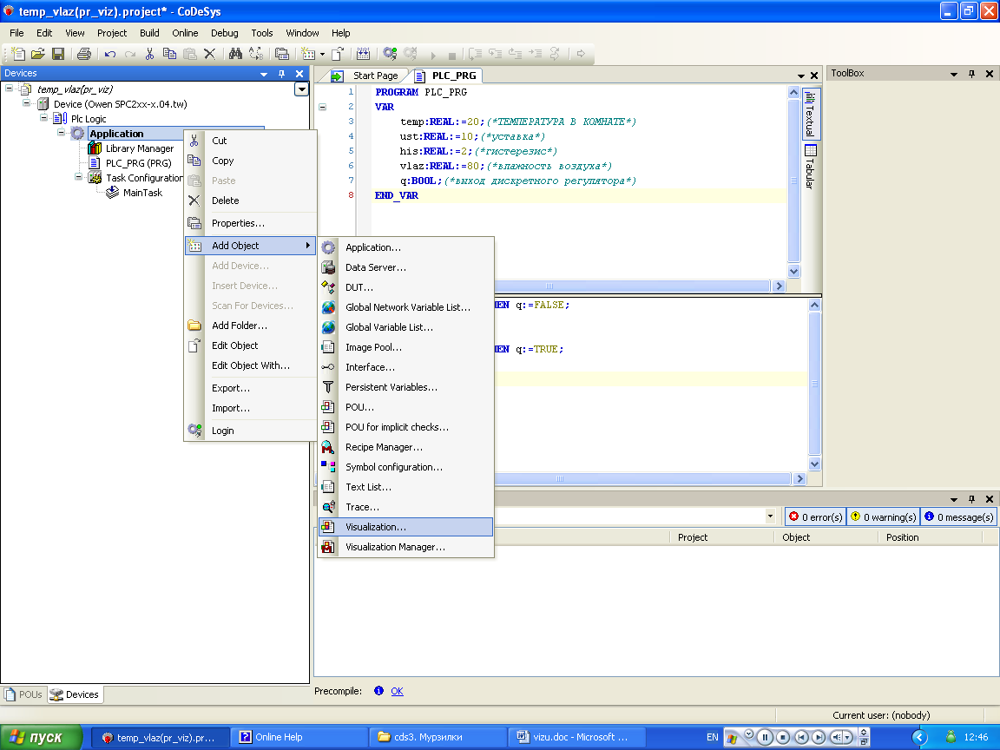 temp_vlaz(pr_viz).project* - CoDeSys
File Edit View Project Build Online Debug Tools Window Help
Devices
temp_vlaz(pr_viz)
Device (Owen SPC2xx-x.04.tw)
Plc Logic
Application
Library Manager
PLC_PRG (PRG)
Task Configuration
MainTask
POUs Devices
Cut
Copy
Paste
Delete
Properties...
Add Object
Add Device...
Insert Device...
Scan For Devices...
Add Folder...
Edit Object
Edit Object With...
Export...
Import...
Login
Application...
Data Server...
DUT...
Global Network Variable List...
Global Variable List...
Image Pool...
Interface...
Persistent Variables...
POU...
POU for implicit checks...
Recipe Manager...
Symbol configuration...
Text List...
Trace...
Visualization...
Visualization Manager...
Start Page PLC_PRG
1 PROGRAM PLC_PRG
2 VAR
3 temp:REAL:=20;(*ТЕМПЕРАТУРА В КОМНАТЕ*)
4 ust:REAL:=10;(*уставка*)
5 his:REAL:=2;(*гистерезис*)
6 vlaz:REAL:=80;(*влажность воздуха*)
7 q:BOOL;(*выход дискретного регулятора*)
8 END_VAR
Textual
Tabular
q:=FALSE;
q:=TRUE;
ToolBox
0 error(s) 0 warning(s) 0 message(s)
Project Object Position
Precompile: OK
Current user: (nobody)
пуск temp_vlaz(pr_viz).pr... Online Help cds3. Мурзилки vizu.doc - Microsoft ... EN 12:46